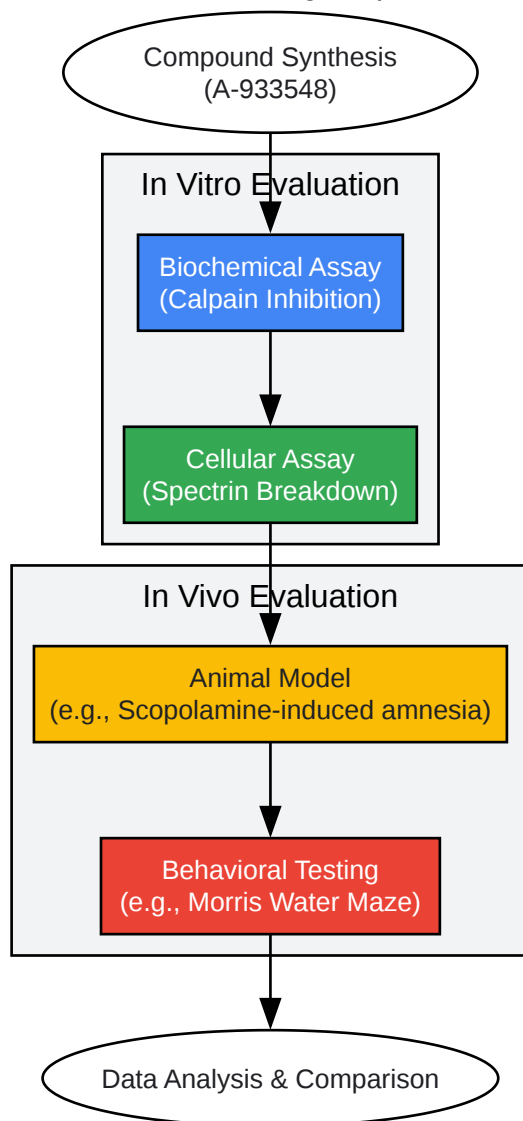 Compound Synthesis
(A-933548)
In Vitro Evaluation
Biochemical Assay
(Calpain Inhibition)
Cellular Assay
(Spectrin Breakdown)
In Vivo Evaluation
Animal Model
(e.g., Scopolamine-induced amnesia)
Behavioral Testing
(e.g., Morris Water Maze)
Data Analysis & Comparison